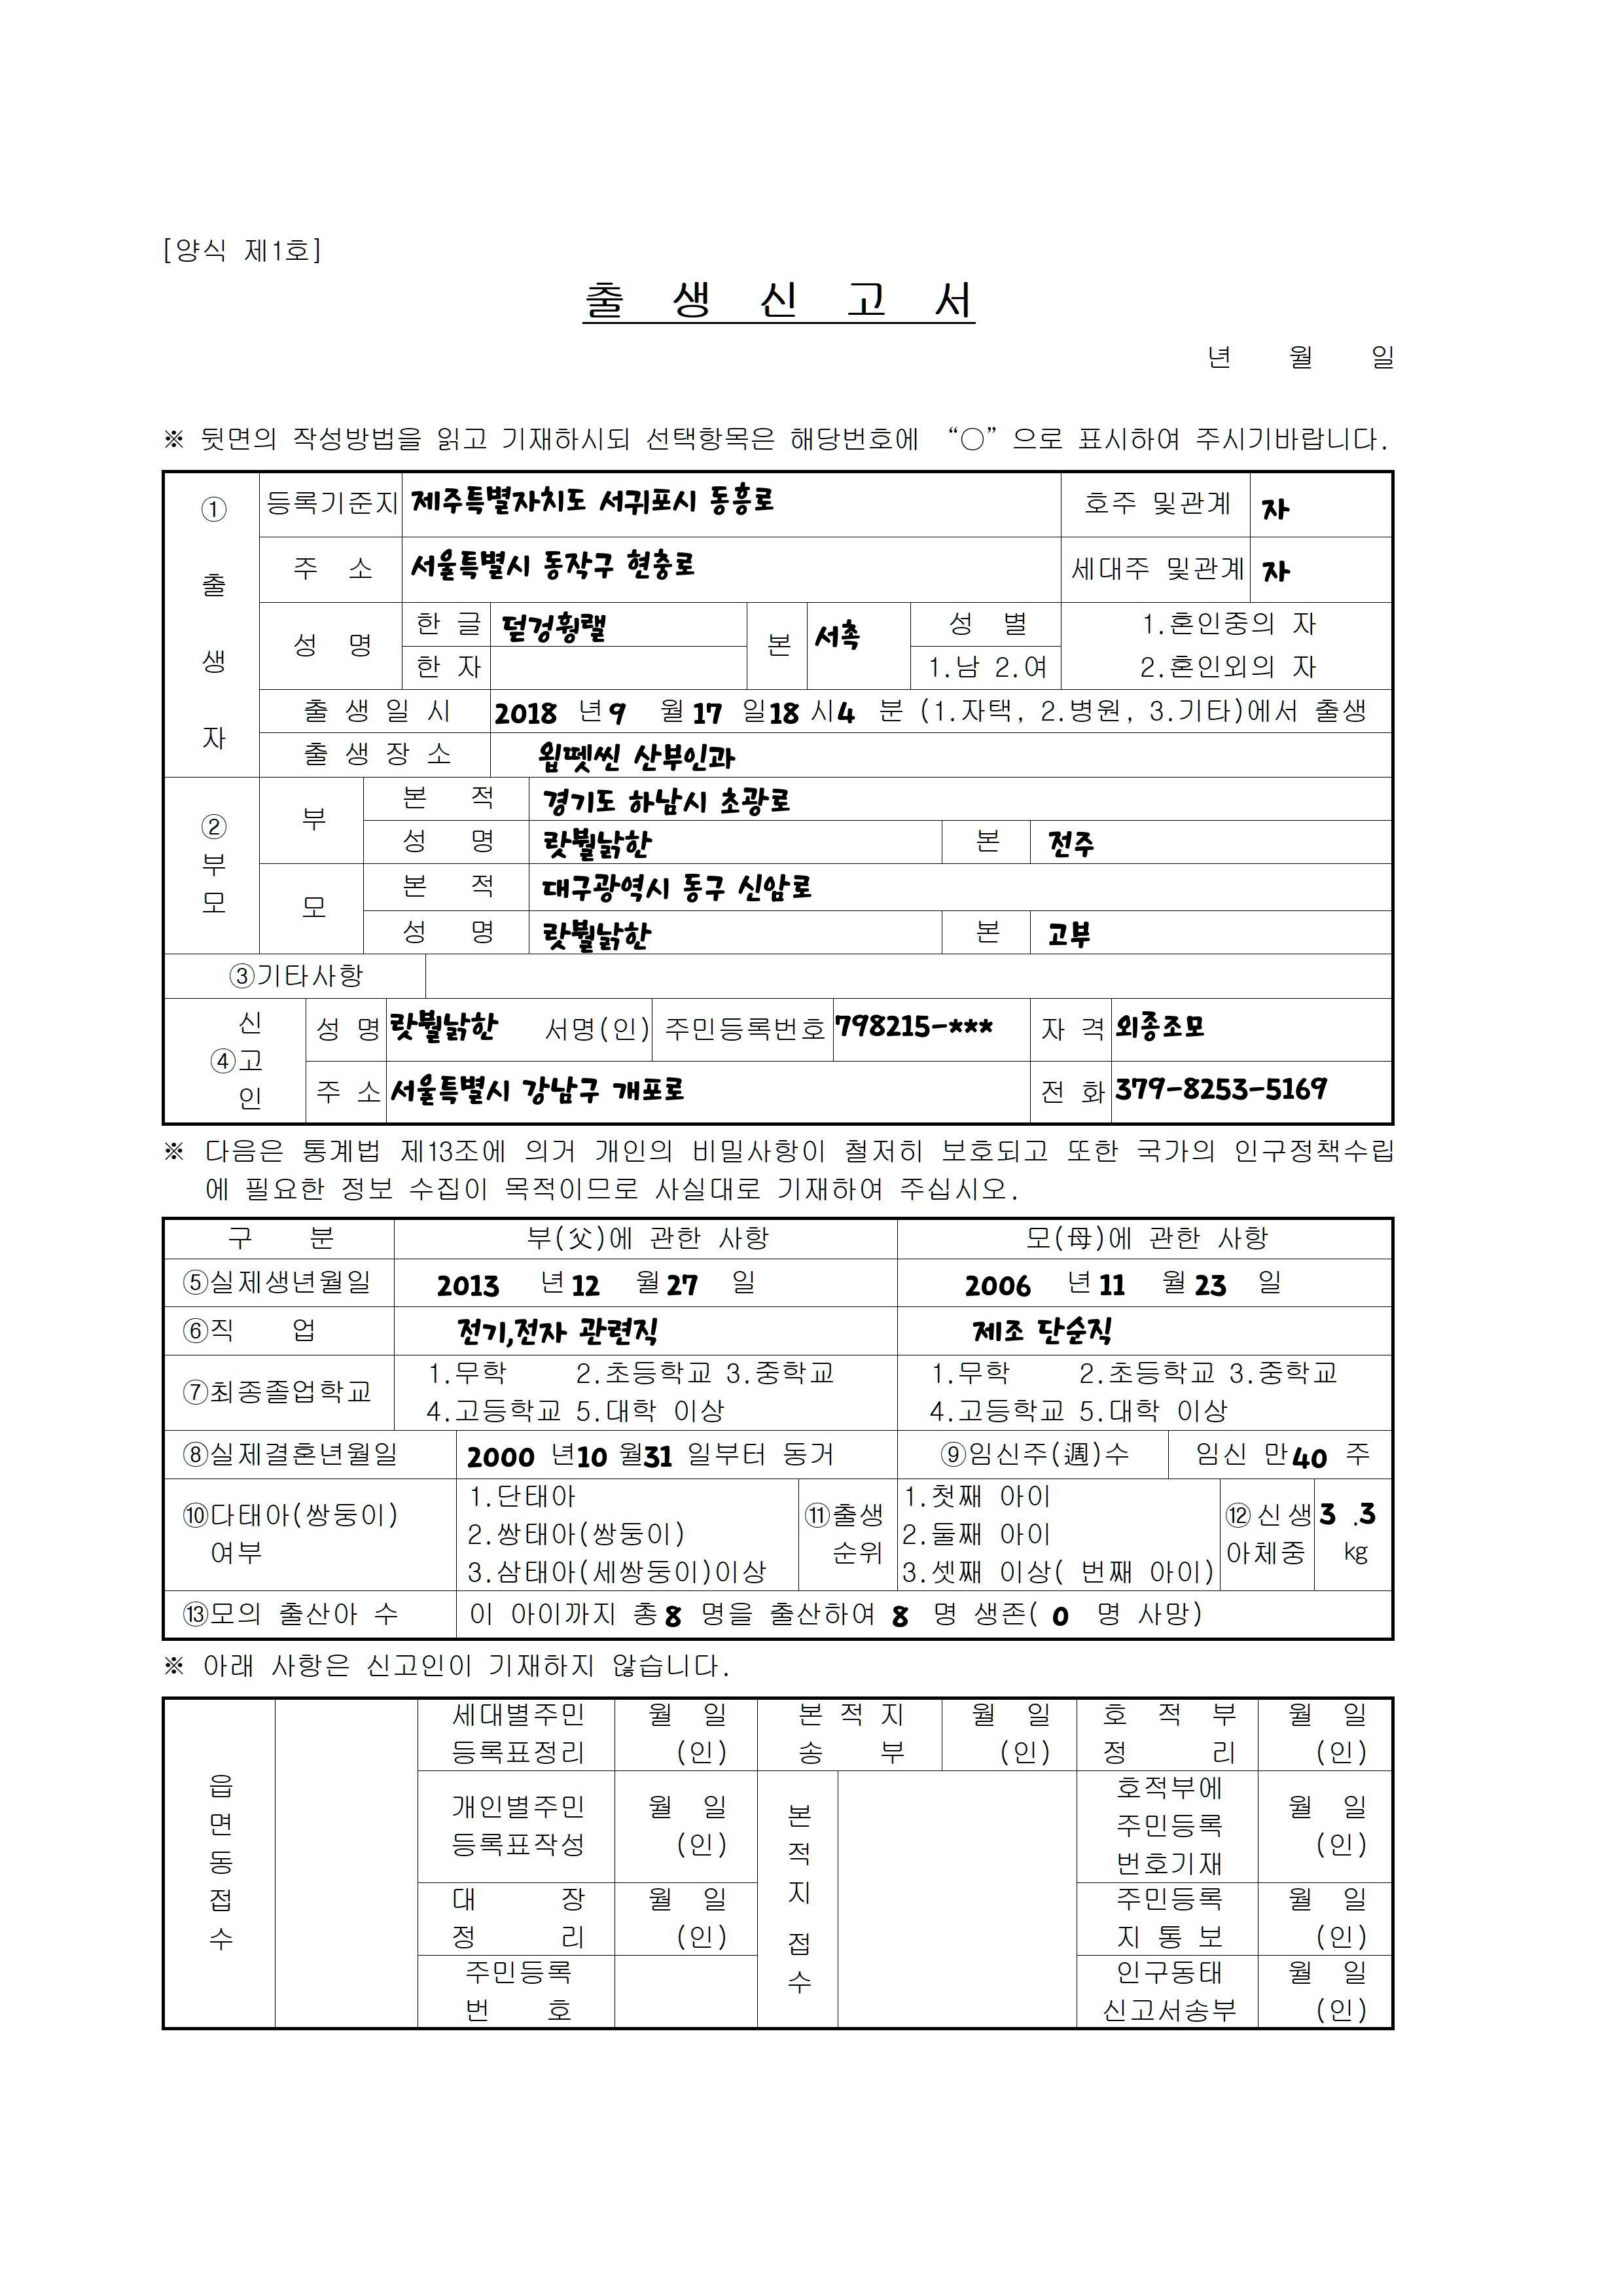 [양식 제1호]
출 생 신 고 서
년 월 일
※ 뒷면의 작성방법을 읽고 기재하시되 선택항목은 해당번호에 “○”으로 표시하여 주시기바랍니다.
① 출 생 자
등록기준지 제주특별자치도 서귀포시 동흥로 호주 및관계 자
주 소 서울특별시 동작구 현충로 세대주 및관계 자
성 명 한 글 덛겅휭랠 본 서촉 성 별 1.혼인중의 자
한 자 1.남 2.여 2.혼인외의 자
출 생 일 시 2018 년 9 월 17 일 18 시 4 분 (1.자택, 2.병원, 3.기타)에서 출생
출 생 장 소 욉뗏씬 산부인과
② 부 모
부 본 적 경기도 하남시 초광로
성 명 랏뷀낡한 본 전주
모 본 적 대구광역시 동구 신암로
성 명 랏뷀낡한 본 고부
③기타사항
④ 신 고 인
성 명 랏뷀낡한 서명(인) 주민등록번호 798215-*** 자 격 외종조모
주 소 서울특별시 강남구 개포로 전 화 379-8253-5169
※ 다음은 통계법 제13조에 의거 개인의 비밀사항이 철저히 보호되고 또한 국가의 인구정책수립
에 필요한 정보 수집이 목적이므로 사실대로 기재하여 주십시오.
구 분 부(父)에 관한 사항 모(母)에 관한 사항
⑤실제생년월일 2013 년 12 월 27 일 2006 년 11 월 23 일
⑥직 업 전기,전자 관련직 제조 단순직
⑦최종졸업학교 1.무학 2.초등학교 3.중학교 1.무학 2.초등학교 3.중학교
4.고등학교 5.대학 이상 4.고등학교 5.대학 이상
⑧실제결혼년월일 2000 년 10 월 31 일부터 동거 ⑨임신주(週)수 임신 만 40 주
⑩다태아(쌍둥이) 여부
1.단태아
2.쌍태아(쌍둥이)
3.삼태아(세쌍둥이)이상
⑪출생 순위
1.첫째 아이
2.둘째 아이
3.셋째 이상( 번째 아이)
⑫신생 아체중 3 .3 kg
⑬모의 출산아 수 이 아이까지 총 8 명을 출산하여 8 명 생존( 0 명 사망)
※ 아래 사항은 신고인이 기재하지 않습니다.
읍 면 동 접 수
세대별주민 월 일 본 적 지 월 일 호 적 부 월 일
등록표정리 (인) 송 부 (인) 정 리 (인)
본 적 지 접 수
개인별주민 월 일 호적부에 월 일
등록표작성 (인) 주민등록 (인)
번호기재
대 장 월 일 주민등록 월 일
정 리 (인) 지 통 보 (인)
주민등록 인구동태 월 일
번 호 신고서송부 (인)